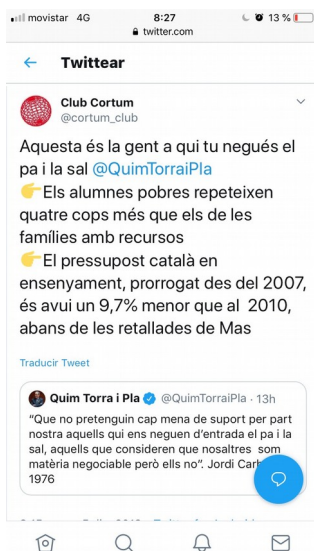 movistar 4G 8:27 13 %
twitter.com
Twittear
Club Cortum
@cortum_club
Aquesta és la gent a qui tu negués el
pa i la sal @QuimTorraiPla
👉Els alumnes pobres repeteixen
quatre cops més que els de les
famílies amb recursos
👉El pressupost català en
ensenyament, prorrogat des del 2007,
és avui un 9,7% menor que al 2010,
abans de les retallades de Mas
Traducir Tweet
Quim Torra i Pla @QuimTorraiPla · 13h
“Que no pretenguin cap mena de suport per part
nostra aquells qui ens neguen d’entrada el pa i la
sal, aquells que consideren que nosaltres som
matèria negociable però ells no”. Jordi
1976